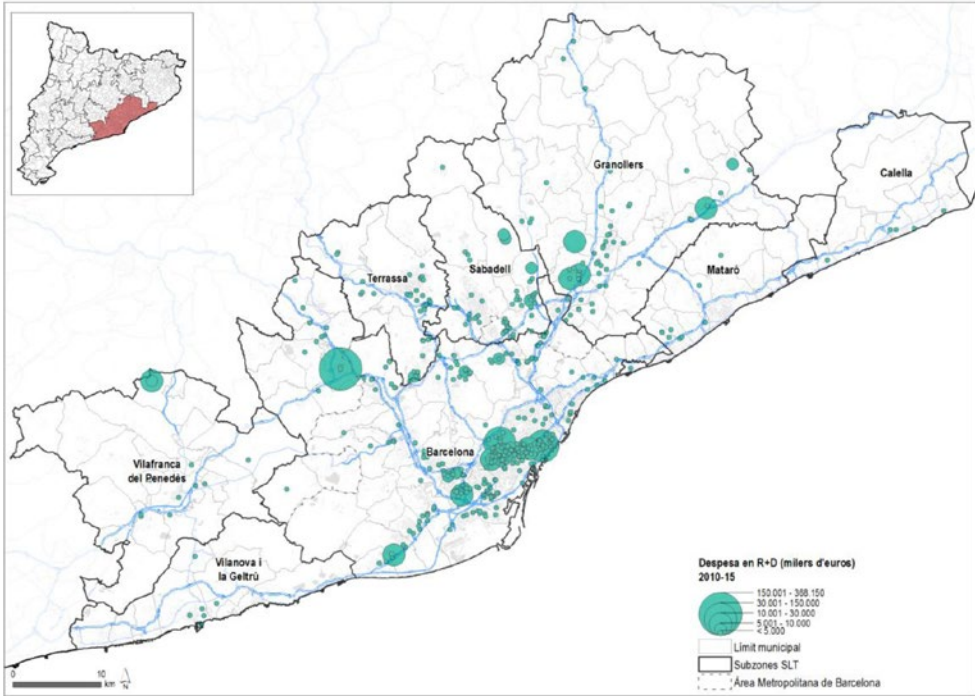 Granollers
Calella
Terrassa
Sabadell
Mataró
Barcelona
Vilafranca
del Penedès
Vilanova i
la Geltrú
Despesa en R+D (milers d'euros)
2010-15
150.001 - 368.150
30.001 - 150.000
10.001 - 30.000
5.001 - 10.000
< 5.000
Límit municipal
Subzones SLT
Área Metropolitana de Barcelona
0 10
km